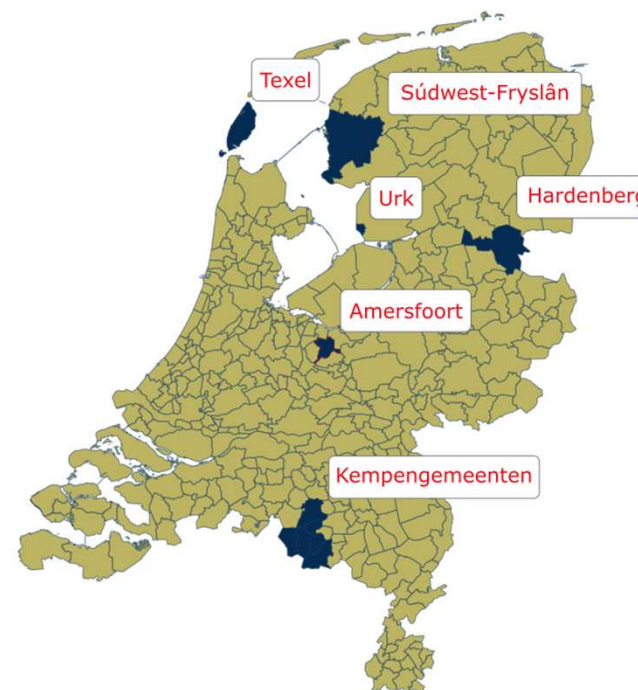 Texel
Súdwest-Fryslân
Urk
Hardenberg
Amersfoort
Kempengemeenten